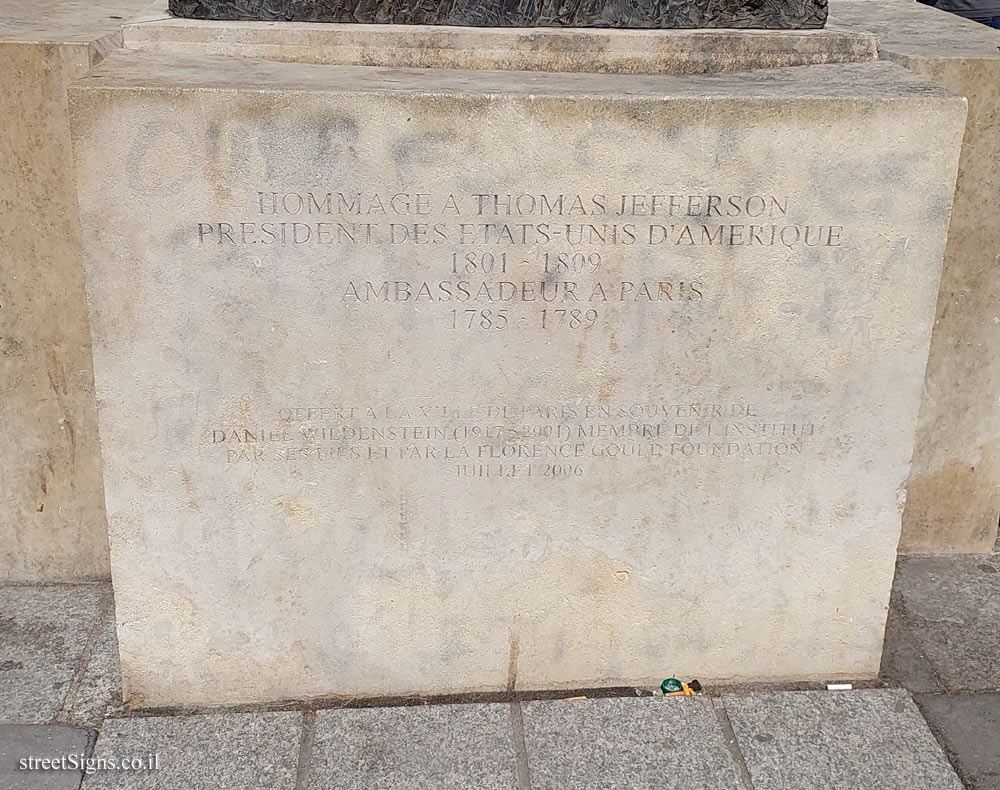 HOMMAGE A THOMAS JEFFERSON
PRESIDENT DES ETATS-UNIS D'AMERIQUE
1801 - 1809
AMBASSADEUR A PARIS
1785 - 1789
OFFERT A LA VILLE DE PARIS EN SOUVENIR DE
DANIEL WILDENSTEIN (1917 - 2001) MEMBRE DE L'INSTITUT
PAR SES FILS ET PAR LA FLORENCE GOULD FOUNDATION
JUILLET 2006
streetSigns.co.il